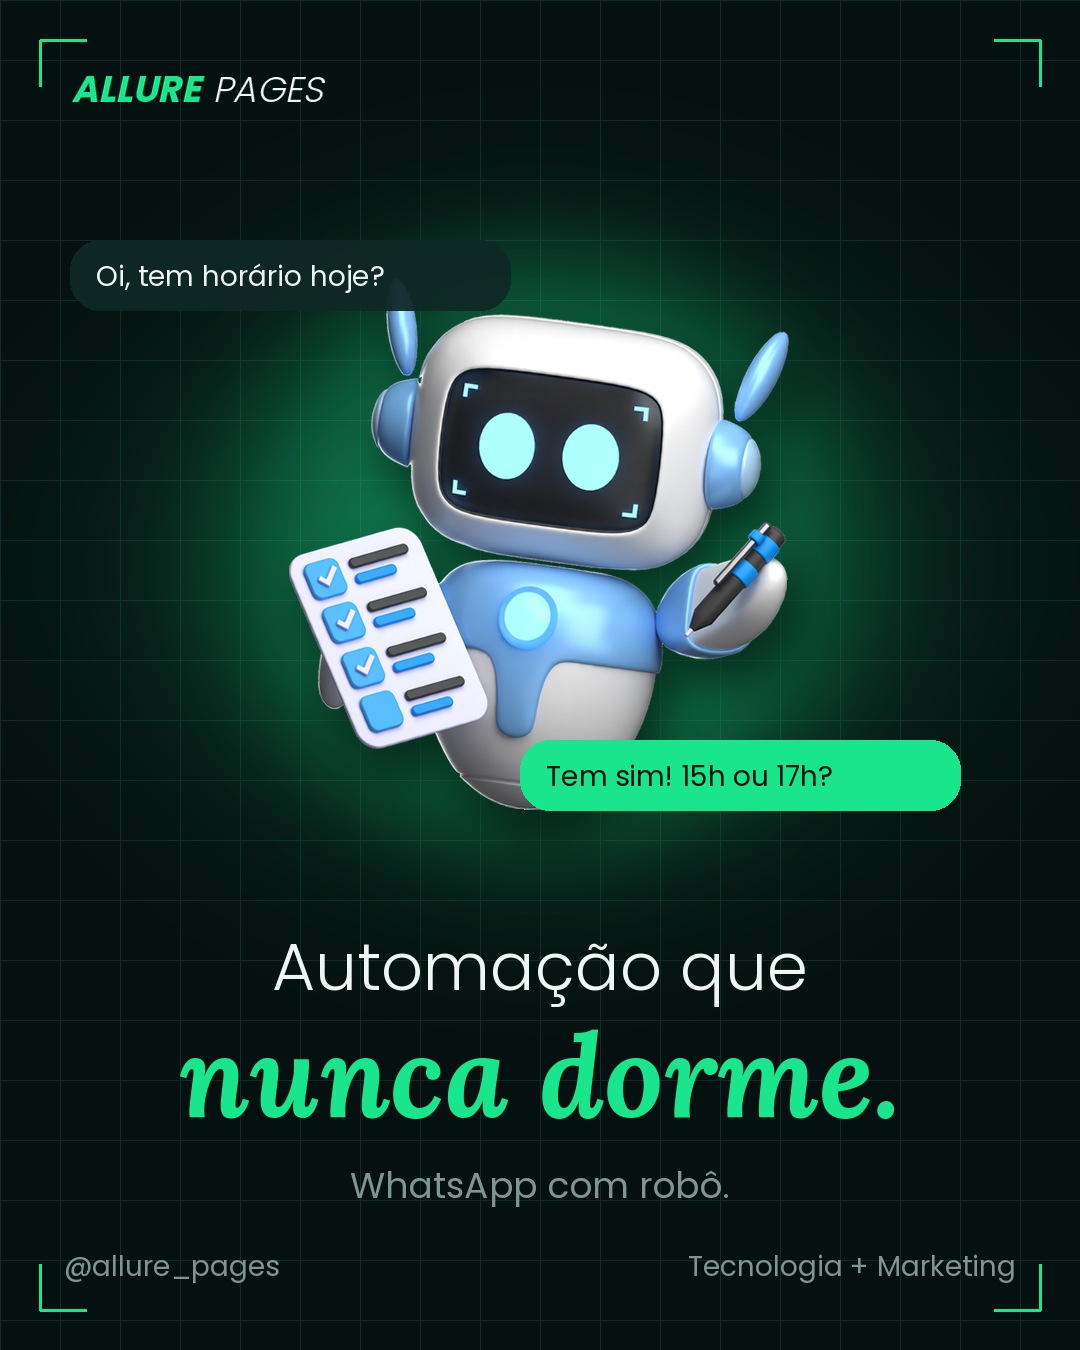 ALLURE PAGES
Oi, tem horário hoje?
Tem sim! 15h ou 17h?
Automação que
nunca dorme.
WhatsApp com robô.
@allure_pages
Tecnologia + Marketing